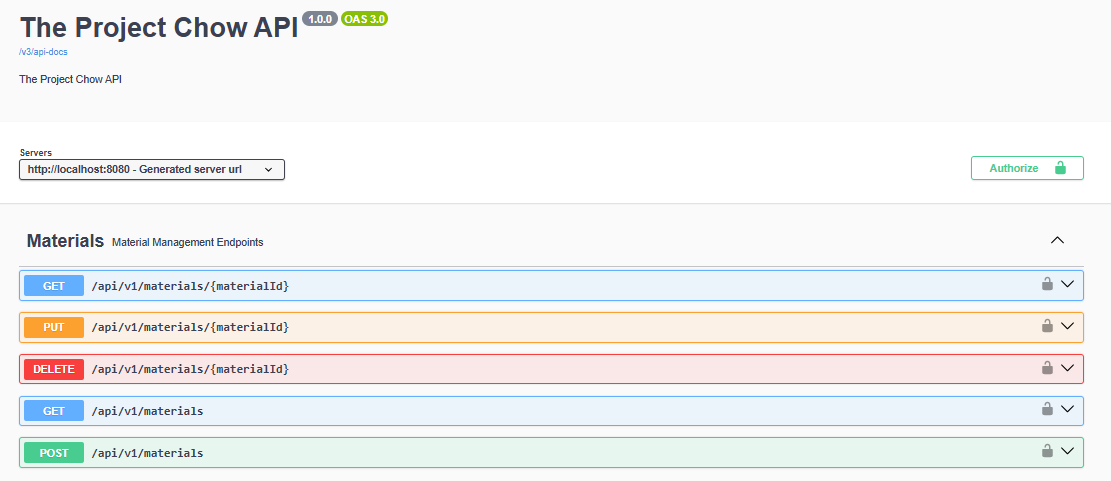 The Project Chow API 1.0.0 OAS 3.0
/v3/api-docs
The Project Chow API
Servers
http://localhost:8080 - Generated server url
Authorize
Materials Material Management Endpoints
GET /api/v1/materials/{materialId}
PUT /api/v1/materials/{materialId}
DELETE /api/v1/materials/{materialId}
GET /api/v1/materials
POST /api/v1/materials